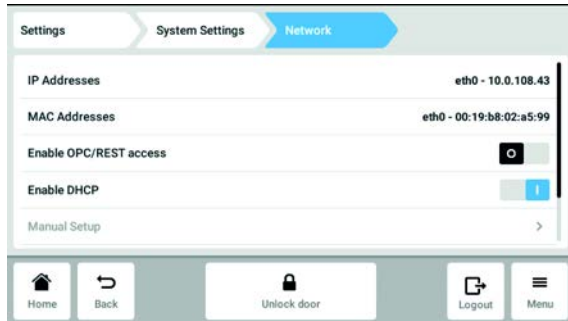 Settings System Settings Network
IP Addresses eth0 - 10.0.108.43
MAC Addresses eth0 - 00:19:b8:02:a5:99
Enable OPC/REST access O
Enable DHCP I
Manual Setup >
Home Back Unlock door Logout Menu